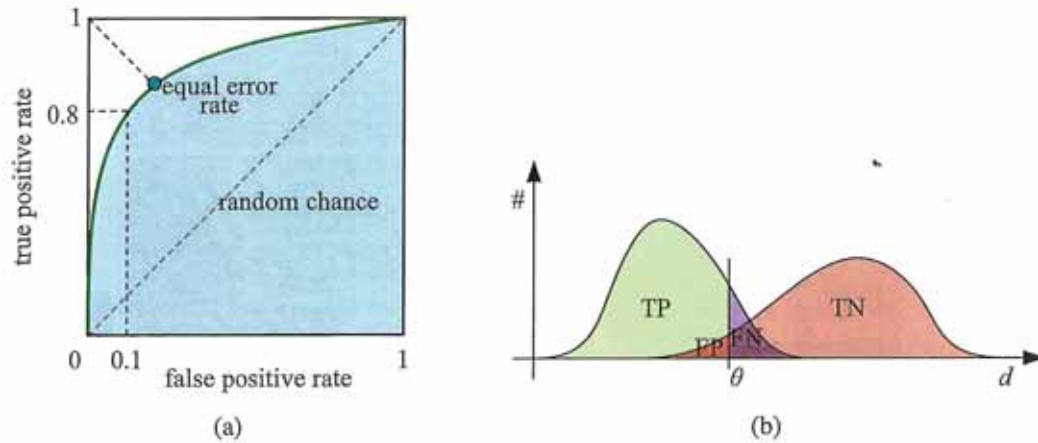 1
equal error
rate
0.8
true positive rate
random chance
0
0.1
1
false positive rate
(a)
#
TP
TN
FP
FN
θ
d
(b)